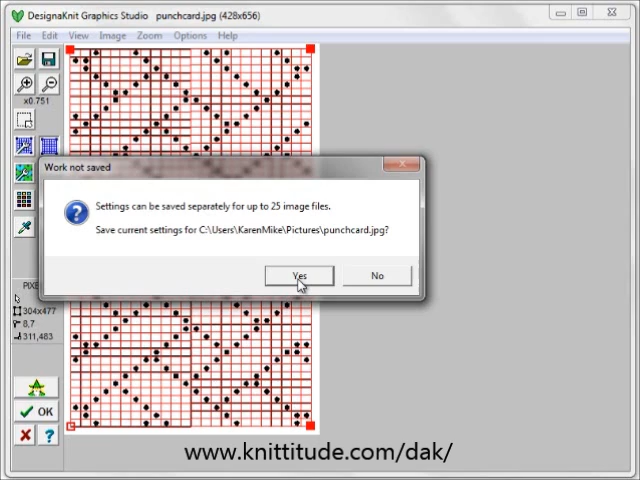 DesignaKnit Graphics Studio punchcard.jpg (428x656)
File Edit View Image Palette Options Help
x0.751
Work not saved
Settings can be saved separately for up to 25 image files.
Save current settings for C:\Users\KarenMike\Pictures\punchcard.jpg?
Yes No
PIX
304x477
8,7
311,483
OK
www.knittitude.com/dak/